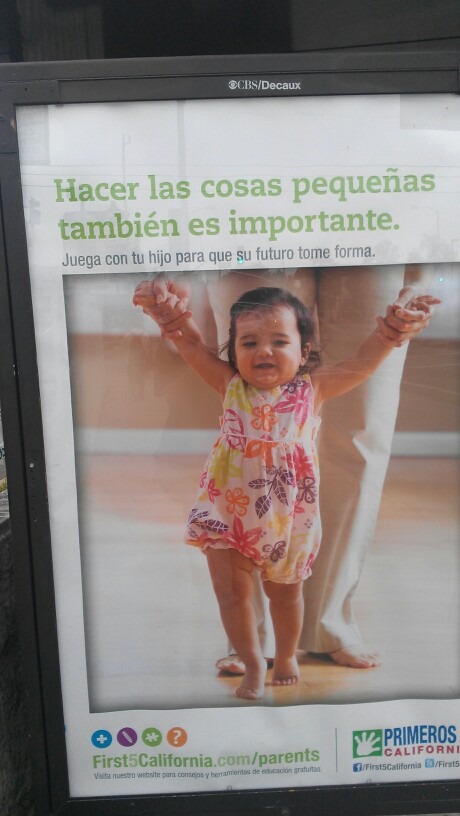 CBS/Decaux
Hacer las cosas pequeñas
también es importante.
Juega con tu hijo para que su futuro tome forma.
First5California.com/parents
Visita nuestro website para consejos y herramientas de educación gratuitas.
PRIMEROS
CALIFORNI
/First5California /First5